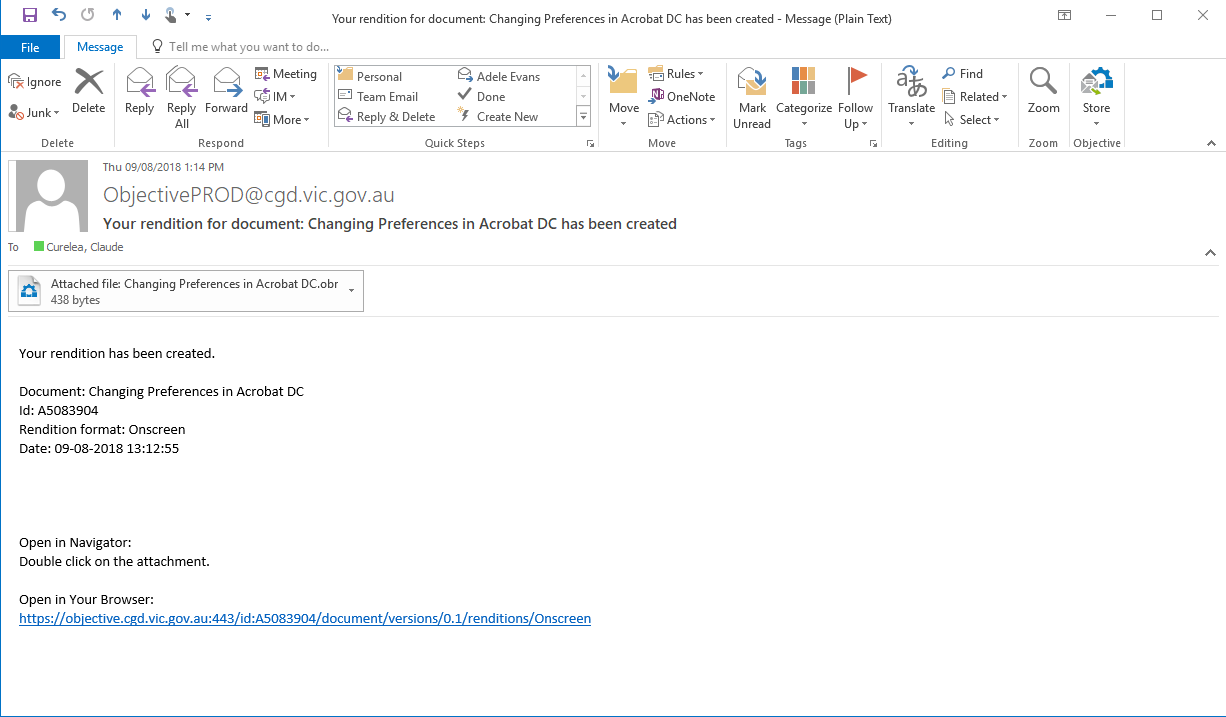 Your rendition for document: Changing Preferences in Acrobat DC has been created - Message (Plain Text)
File Message Tell me what you want to do...
Ignore
Junk
Delete
Reply
Reply All
Forward
Meeting
IM
More
Personal
Team Email
Reply & Delete
Adele Evans
Done
Create New
Move
Rules
OneNote
Actions
Mark Unread
Categorize
Follow Up
Translate
Find
Related
Select
Zoom
Store
Delete Respond Quick Steps Move Tags Editing Zoom Objective
Thu 09/08/2018 1:14 PM
ObjectivePROD@cgd.vic.gov.au
Your rendition for document: Changing Preferences in Acrobat DC has been created
To Curelea, Claude
Attached file: Changing Preferences in Acrobat DC.obr
438 bytes
Your rendition has been created.
Document: Changing Preferences in Acrobat DC
Id: A5083904
Rendition format: Onscreen
Date: 09-08-2018 13:12:55
Open in Navigator:
Double click on the attachment.
Open in Your Browser:
https://objective.cgd.vic.gov.au:443/id:A5083904/document/versions/0.1/renditions/Onscreen